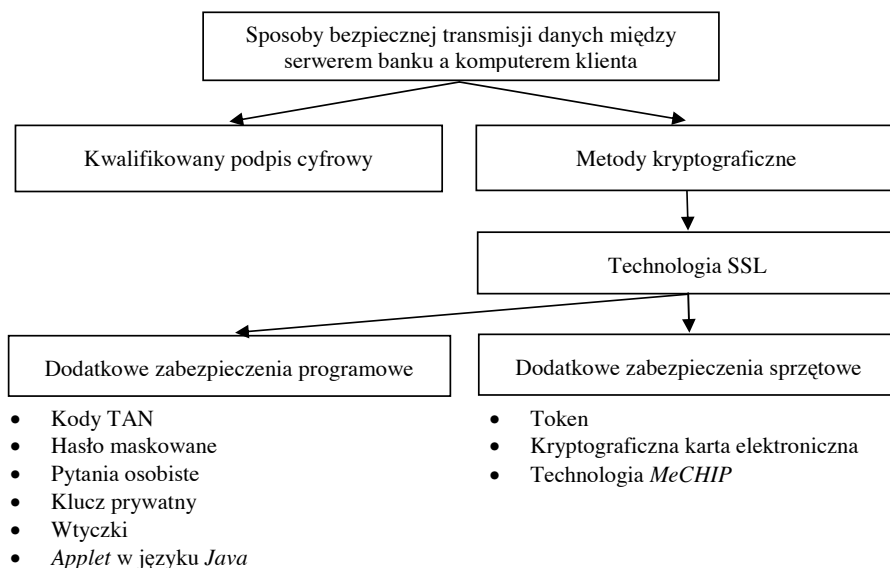 Sposoby bezpiecznej transmisji danych między
serwerem banku a komputerem klienta
Kwalifikowany podpis cyfrowy
Metody kryptograficzne
Technologia SSL
Dodatkowe zabezpieczenia programowe
Dodatkowe zabezpieczenia sprzętowe
• Kody TAN
• Hasło maskowane
• Pytania osobiste
• Klucz prywatny
• Wtyczki
• Applet w języku Java
• Token
• Kryptograficzna karta elektroniczna
• Technologia MeCHIP